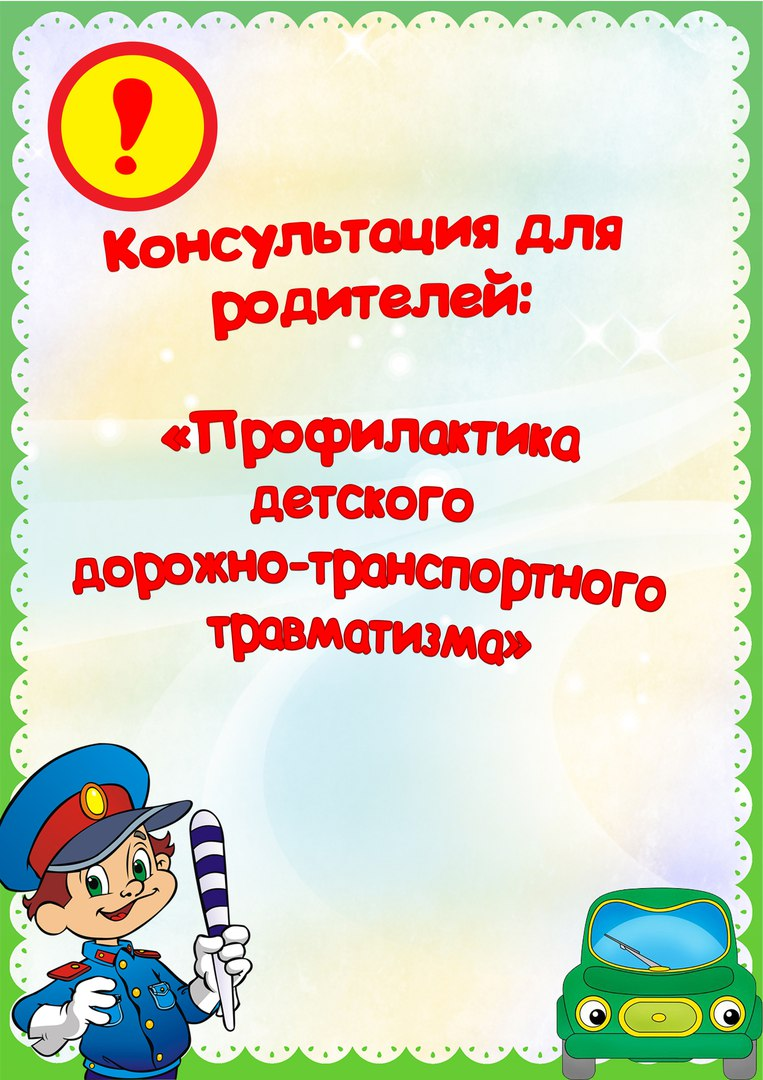 !
Консультация для
родителей:
«Профилактика
детского
дорожно-транспортного
травматизма»